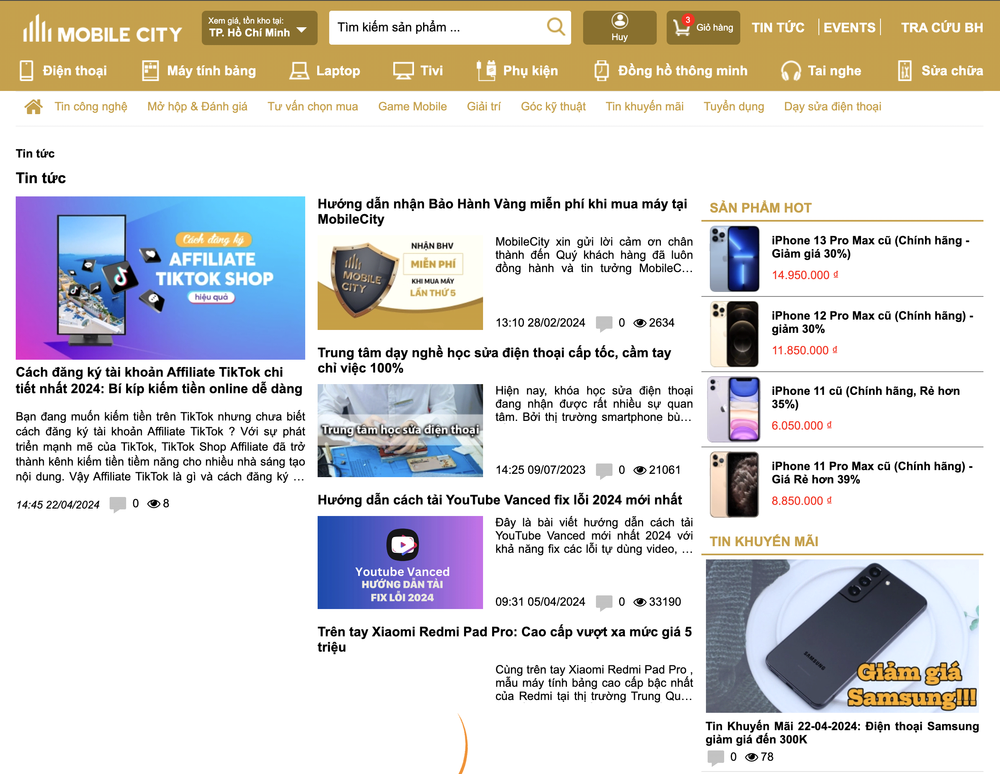 MOBILE CITY
Xem giá, tồn kho tại:
TP. Hồ Chí Minh
Tìm kiếm sản phẩm ...
Huy
3
Giỏ hàng
TIN TỨC
EVENTS
TRA CỨU BH
Điện thoại
Máy tính bảng
Laptop
Tivi
Phụ kiện
Đồng hồ thông minh
Tai nghe
Sửa chữa
Tin công nghệ
Mở hộp & Đánh giá
Tư vấn chọn mua
Game Mobile
Giải trí
Góc kỹ thuật
Tin khuyến mãi
Tuyển dụng
Dạy sửa điện thoại
Tin tức
Tin tức
Cách đăng ký
AFFILIATE
TIKTOK SHOP
hiệu quả
Cách đăng ký tài khoản Affiliate TikTok chi
tiết nhất 2024: Bí kíp kiếm tiền online dễ dàng
Bạn đang muốn kiếm tiền trên TikTok nhưng chưa biết
cách đăng ký tài khoản Affiliate TikTok ? Với sự phát
triển mạnh mẽ của TikTok, TikTok Shop Affiliate đã trở
thành kênh kiếm tiền tiềm năng cho nhiều nhà sáng tạo
nội dung. Vậy Affiliate TikTok là gì và cách đăng ký ...
14:45 22/04/2024
0
8
Hướng dẫn nhận Bảo Hành Vàng miễn phí khi mua máy tại
MobileCity
MOBILE
CITY
NHẬN BHV
MIỄN PHÍ
KHI MUA MÁY
LẦN THỨ 5
MobileCity xin gửi lời cảm ơn chân
thành đến Quý khách hàng đã luôn
đồng hành và tin tưởng MobileC...
13:10 28/02/2024
0
2634
Trung tâm dạy nghề học sửa điện thoại cấp tốc, cầm tay
chỉ việc 100%
Trung tâm học sửa điện thoại
Hiện nay, khóa học sửa điện thoại
đang nhận được rất nhiều sự quan
tâm. Bởi thị trường smartphone bù...
14:25 09/07/2023
0
21061
Hướng dẫn cách tải YouTube Vanced fix lỗi 2024 mới nhất
Youtube Vanced
HƯỚNG DẪN TẢI
FIX LỖI 2024
Đây là bài viết hướng dẫn cách tải
YouTube Vanced mới nhất 2024 với
khả năng fix các lỗi tự dùng video, ...
09:31 05/04/2024
0
33190
Trên tay Xiaomi Redmi Pad Pro: Cao cấp vượt xa mức giá 5
triệu
Cùng trên tay Xiaomi Redmi Pad Pro ,
mẫu máy tính bảng cao cấp bậc nhất
của Redmi tại thị trường Trung Qu...
SẢN PHẨM HOT
iPhone 13 Pro Max cũ (Chính hãng -
Giảm giá 30%)
14.950.000 ₫
iPhone 12 Pro Max cũ (Chính hãng) -
giảm 30%
11.850.000 ₫
iPhone 11 cũ (Chính hãng, Rẻ hơn
35%)
6.050.000 ₫
iPhone 11 Pro Max cũ (Chính hãng) -
Giá Rẻ hơn 39%
8.850.000 ₫
TIN KHUYẾN MÃI
SAMSUNG
Giảm giá
Samsung!!!
Tin Khuyến Mãi 22-04-2024: Điện thoại Samsung
giảm giá đến 300K
0
78